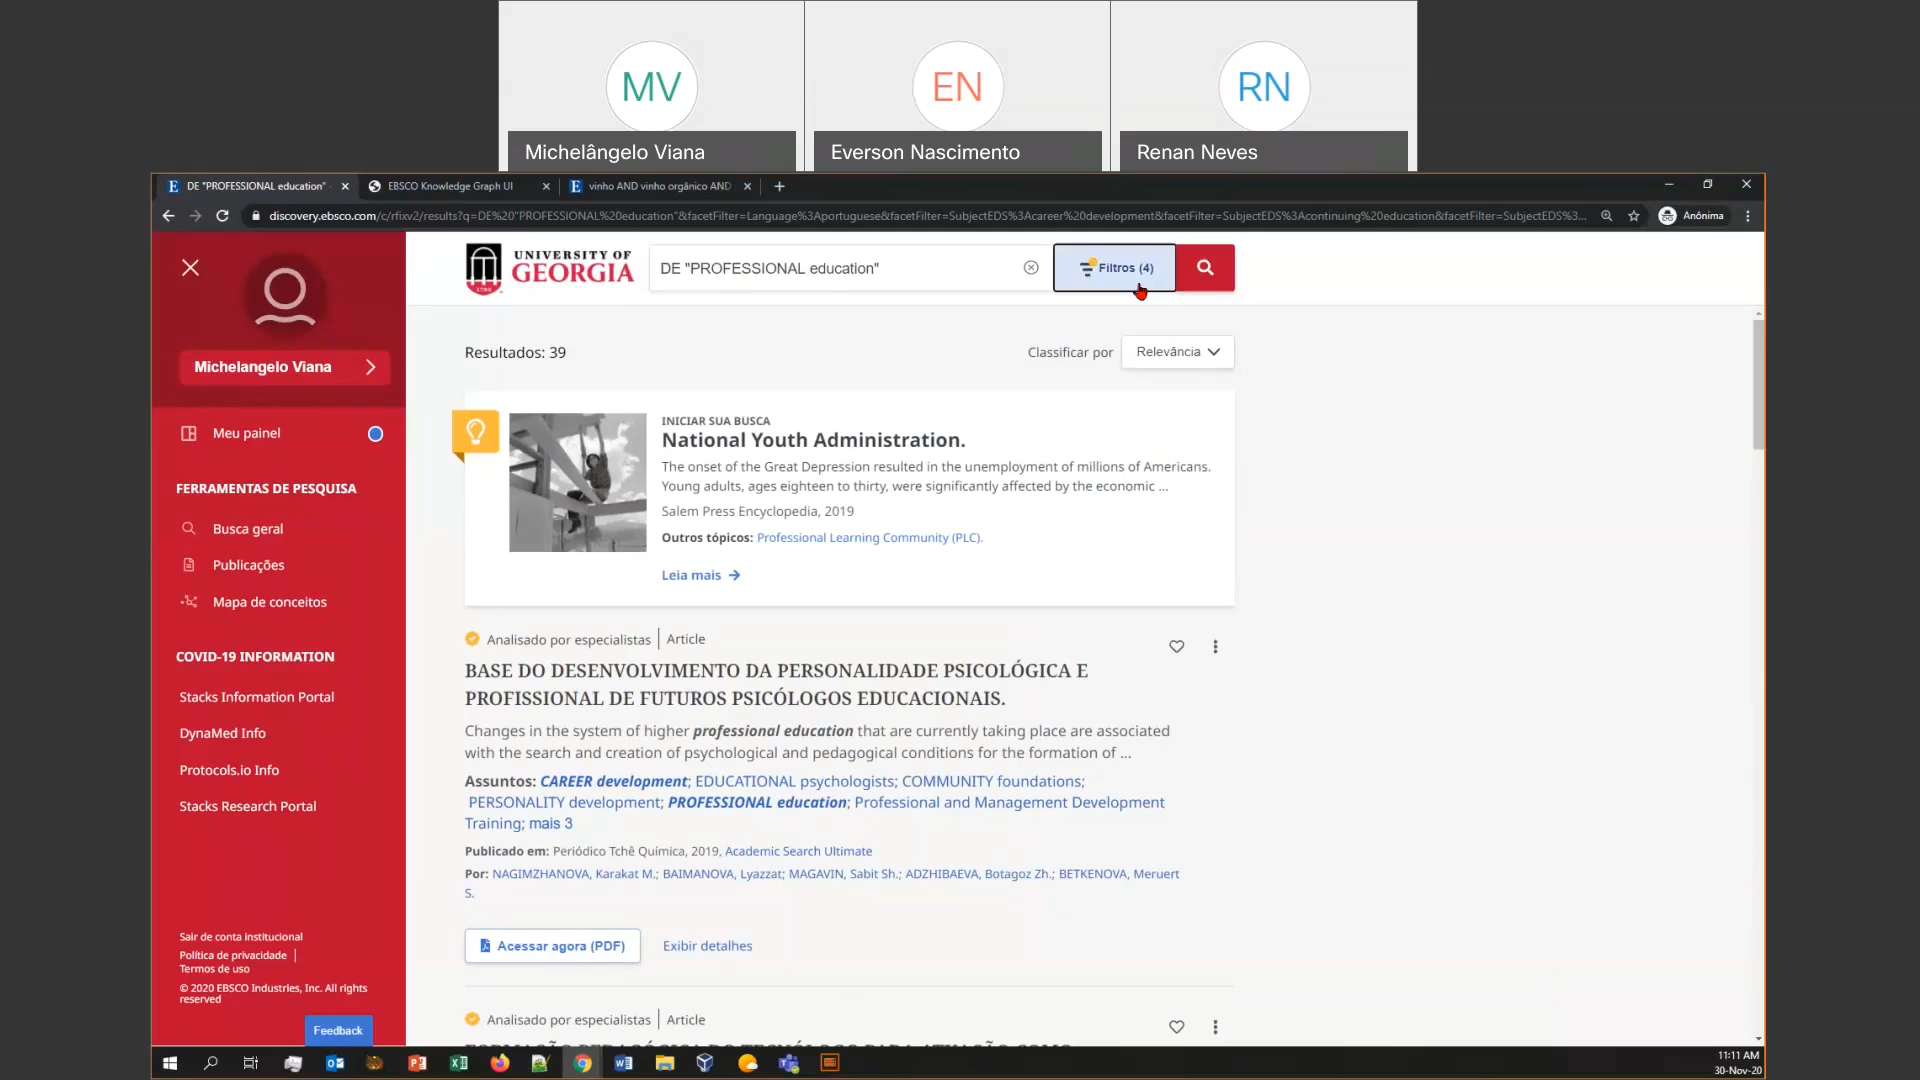 MV
EN
RN
Michelângelo Viana
Everson Nascimento
Renan Neves
DE "PROFESSIONAL education"
EBSCO Knowledge Graph UI
vinho AND vinho orgânico AND
discovery.ebsco.com/c/rfixv2/results?q=DE%20"PROFESSIONAL%20education"&facetFilter=Language%3Aportuguese&facetFilter=SubjectEDS%3Acareer%20development&facetFilter=SubjectEDS%3Acontinuing%20education&facetFilter=SubjectEDS%3...
Anônima
UNIVERSITY OF
GEORGIA
1785
DE "PROFESSIONAL education"
Filtros (4)
Michelangelo Viana
Meu painel
FERRAMENTAS DE PESQUISA
Busca geral
Publicações
Mapa de conceitos
COVID-19 INFORMATION
Stacks Information Portal
DynaMed Info
Protocols.io Info
Stacks Research Portal
Sair de conta institucional
Política de privacidade
Termos de uso
© 2020 EBSCO Industries, Inc. All rights
reserved
Feedback
Resultados: 39
Classificar por
Relevância
INICIAR SUA BUSCA
National Youth Administration.
The onset of the Great Depression resulted in the unemployment of millions of Americans.
Young adults, ages eighteen to thirty, were significantly affected by the economic ...
Salem Press Encyclopedia, 2019
Outros tópicos: Professional Learning Community (PLC).
Leia mais
Analisado por especialistas | Article
BASE DO DESENVOLVIMENTO DA PERSONALIDADE PSICOLÓGICA E
PROFISSIONAL DE FUTUROS PSICÓLOGOS EDUCACIONAIS.
Changes in the system of higher professional education that are currently taking place are associated
with the search and creation of psychological and pedagogical conditions for the formation of ...
Assuntos: CAREER development; EDUCATIONAL psychologists; COMMUNITY foundations;
PERSONALITY development; PROFESSIONAL education; Professional and Management Development
Training; mais 3
Publicado em: Periódico Tchê Química, 2019, Academic Search Ultimate
Por: NAGIMZHANOVA, Karakat M.; BAIMANOVA, Lyazzat; MAGAVIN, Sabit Sh.; ADZHIBAEVA, Botagoz Zh.; BETKENOVA, Meruert
S.
Acessar agora (PDF)
Exibir detalhes
Analisado por especialistas | Article
11:11 AM
30-Nov-20